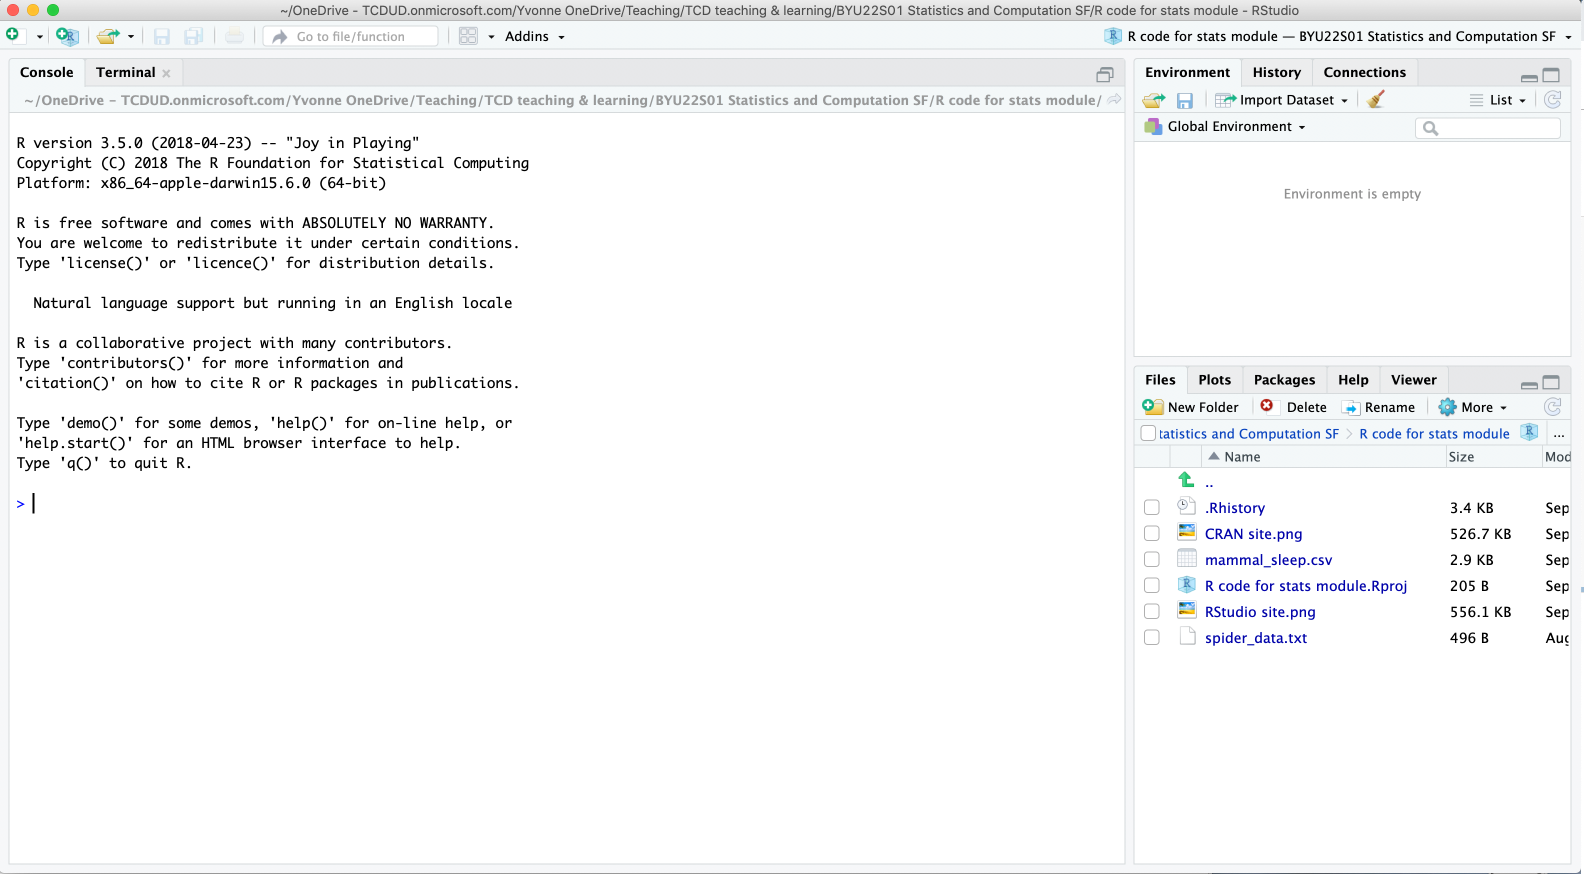 ~/OneDrive - TCDUD.onmicrosoft.com/Yvonne OneDrive/Teaching/TCD teaching & learning/BYU22S01 Statistics and Computation SF/R code for stats module - RStudio
Go to file/function
Addins
R code for stats module — BYU22S01 Statistics and Computation SF
Console Terminal
~/OneDrive - TCDUD.onmicrosoft.com/Yvonne OneDrive/Teaching/TCD teaching & learning/BYU22S01 Statistics and Computation SF/R code for stats module/
R version 3.5.0 (2018-04-23) -- "Joy in Playing"
Copyright (C) 2018 The R Foundation for Statistical Computing
Platform: x86_64-apple-darwin15.6.0 (64-bit)
R is free software and comes with ABSOLUTELY NO WARRANTY.
You are welcome to redistribute it under certain conditions.
Type 'license()' or 'licence()' for distribution details.
Natural language support but running in an English locale
R is a collaborative project with many contributors.
Type 'contributors()' for more information and
'citation()' on how to cite R or R packages in publications.
Type 'demo()' for some demos, 'help()' for on-line help, or
'help.start()' for an HTML browser interface to help.
Type 'q()' to quit R.
>
Environment History Connections
Import Dataset List
Global Environment
Environment is empty
Files Plots Packages Help Viewer
New Folder Delete Rename More
tatistics and Computation SF > R code for stats module ...
Name Size Mod
..
.Rhistory 3.4 KB Sep
CRAN site.png 526.7 KB Sep
mammal_sleep.csv 2.9 KB Sep
R code for stats module.Rproj 205 B Sep
RStudio site.png 556.1 KB Sep
spider_data.txt 496 B Aug